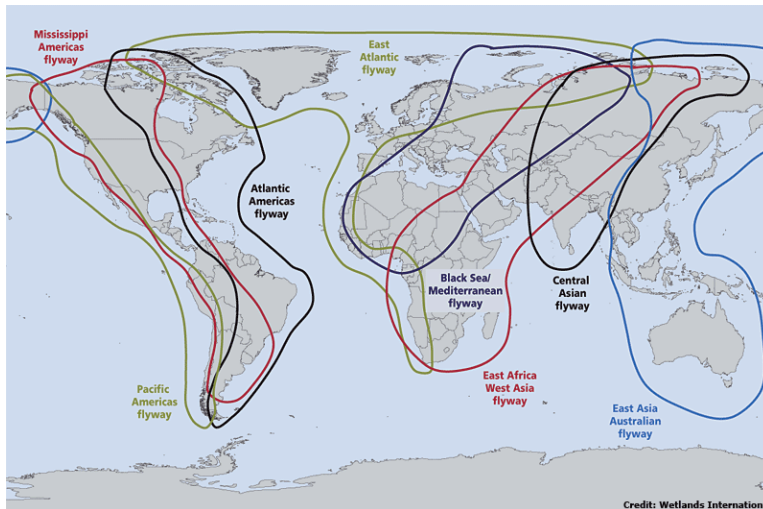 Mississippi
Americas
flyway
East
Atlantic
flyway
Atlantic
Americas
flyway
Black Sea/
Mediterranean
flyway
Central
Asian
flyway
Pacific
Americas
flyway
East Africa
West Asia
flyway
East Asia
Australian
flyway
Credit: Wetlands Internation